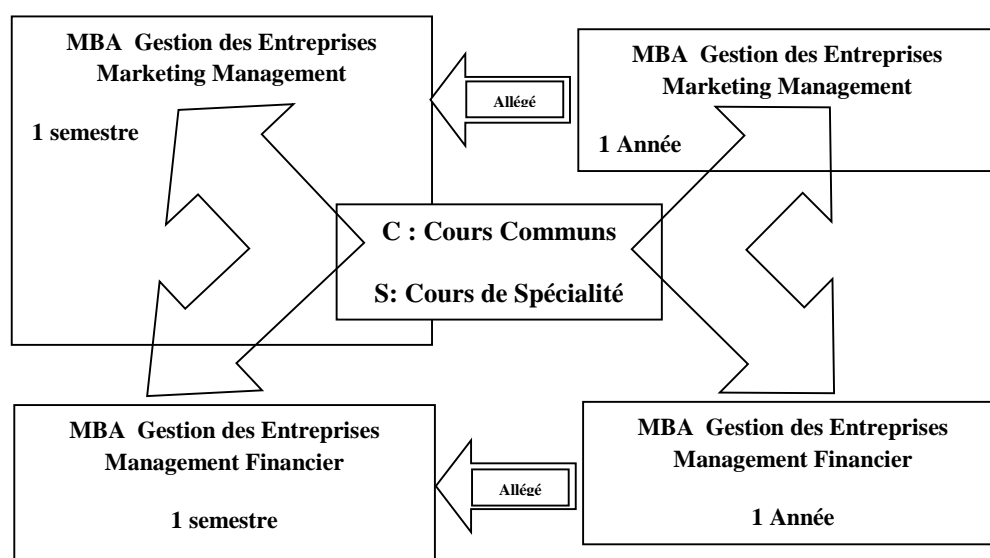 MBA Gestion des Entreprises
Marketing Management
1 semestre
Allégé
MBA Gestion des Entreprises
Marketing Management
1 Année
C : Cours Communs
S: Cours de Spécialité
MBA Gestion des Entreprises
Management Financier
1 semestre
Allégé
MBA Gestion des Entreprises
Management Financier
1 Année